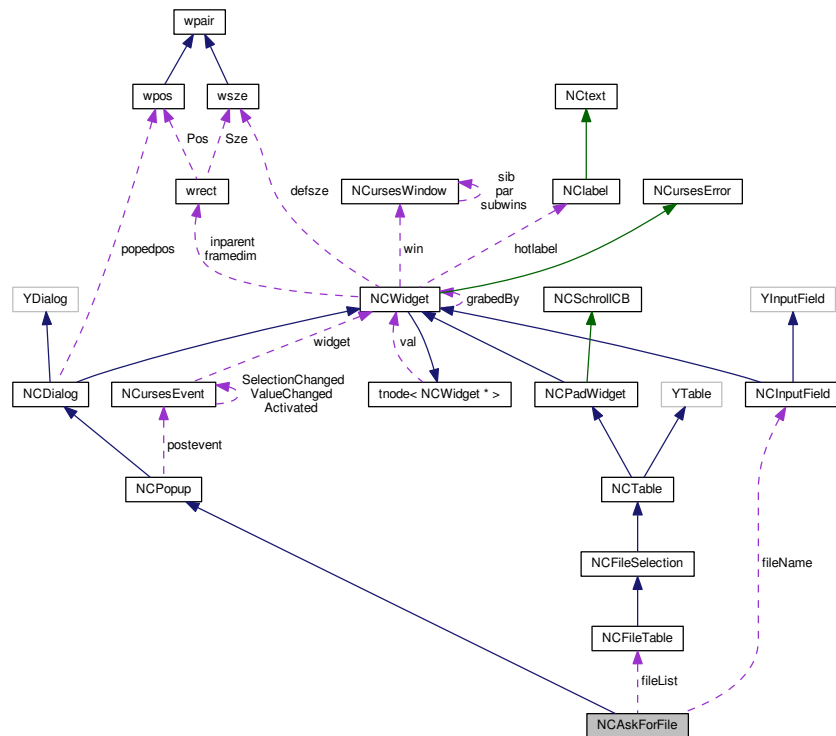 wpair
wpos
wsze
NCtext
Pos
Sze
sib
par
subwins
wrect
defsze
NCursesWindow
NClabel
NCursesError
popedpos
inparent
framedim
win
hotlabel
YDialog
NCWidget
grabedBy
NCSchrollCB
YInputField
widget
val
NCDialog
NCursesEvent
SelectionChanged
ValueChanged
Activated
tnode< NCWidget * >
NCPadWidget
YTable
NCInputField
postevent
NCPopup
NCTable
NCFileSelection
fileName
NCFileTable
fileList
NCAskForFile